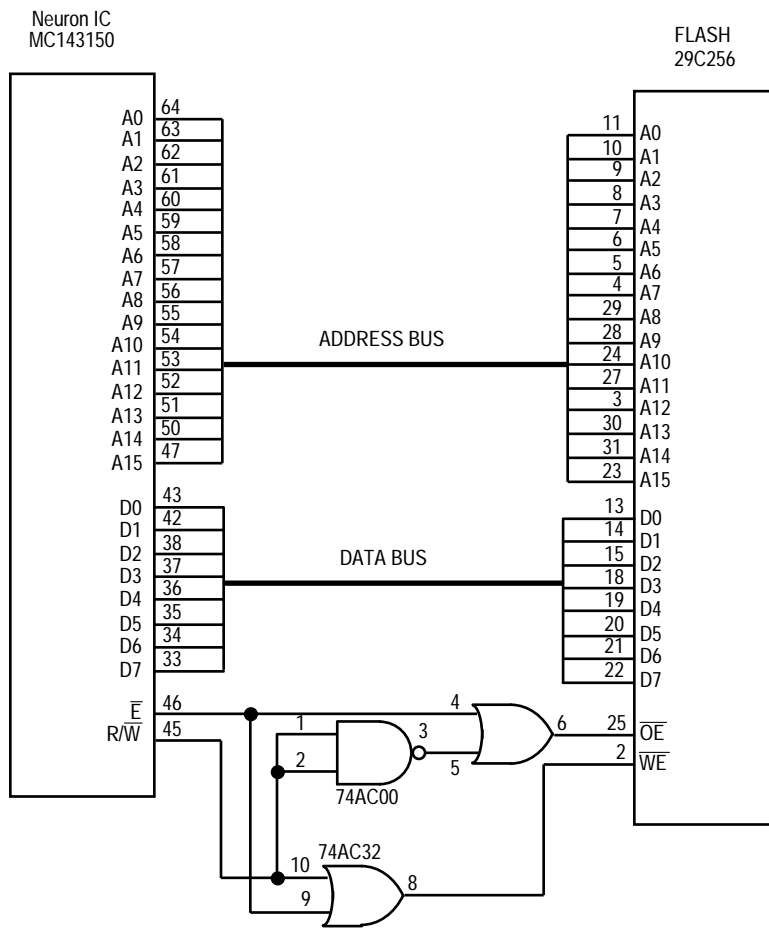 Neuron IC
MC143150
FLASH
29C256
A0 64
A1 63
A2 62
A3 61
A4 60
A5 59
A6 58
A7 57
A8 56
A9 55
A10 54
A11 53
A12 52
A13 51
A14 50
A15 47
ADDRESS BUS
11 A0
10 A1
9 A2
8 A3
7 A4
6 A5
5 A6
4 A7
29 A8
28 A9
24 A10
27 A11
3 A12
30 A13
31 A14
23 A15
D0 43
D1 42
D2 38
D3 37
D4 36
D5 35
D6 34
D7 33
DATA BUS
13 D0
14 D1
15 D2
18 D3
19 D4
20 D5
21 D6
22 D7
E̅ 46
R/W̅ 45
1
2
3
74AC00
4
5
6
25 O̅E̅
2 W̅E̅
74AC32
10
9
8